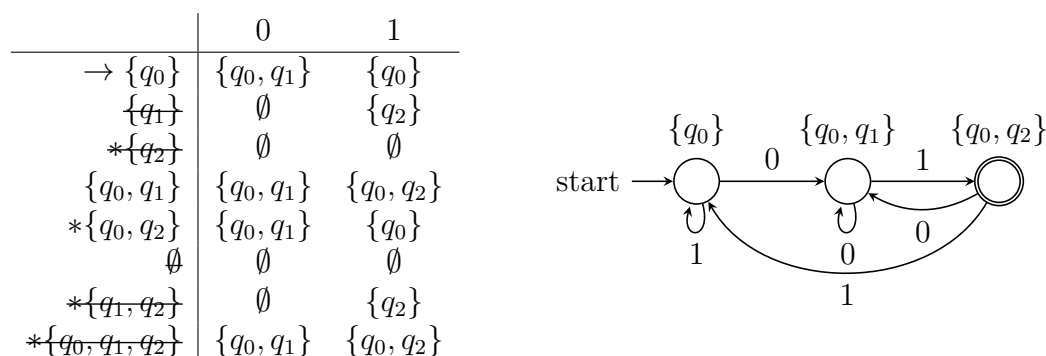 0 1
→ {q₀} {q₀, q₁} {q₀}
{q₁} ∅ {q₂}
*{q₂} ∅ ∅
{q₀, q₁} {q₀, q₁} {q₀, q₂}
*{q₀, q₂} {q₀, q₁} {q₀}
∅ ∅ ∅
*{q₁, q₂} ∅ {q₂}
*{q₀, q₁, q₂} {q₀, q₁} {q₀, q₂}
{q₀} {q₀, q₁} {q₀, q₂}
0 1
start
0
1 0
1